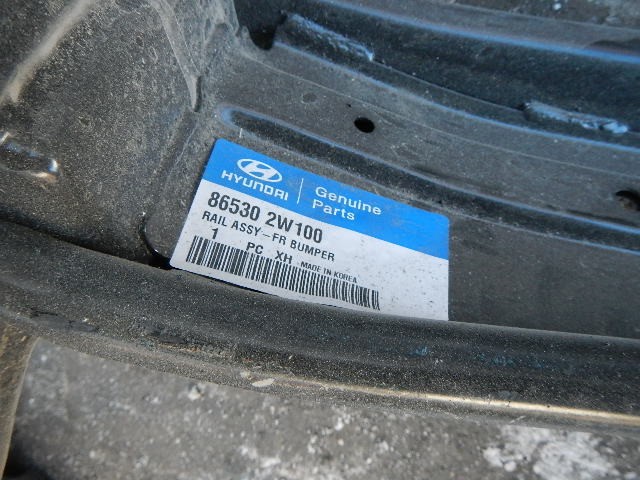 HYUNDAI
Genuine
Parts
86530 2W100
RAIL ASSY-FR BUMPER
1 PC XH MADE IN KOREA